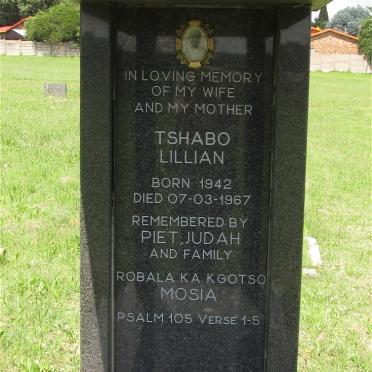 IN LOVING MEMORY
OF MY WIFE
AND MY MOTHER
TSHABO
LILLIAN
BORN 1942
DIED 07-03-1967
REMEMBERED BY
PIET, JUDAH
AND FAMILY
ROBALA KA KGOTSO
MOSIA
PSALM 105 VERSE 1-5